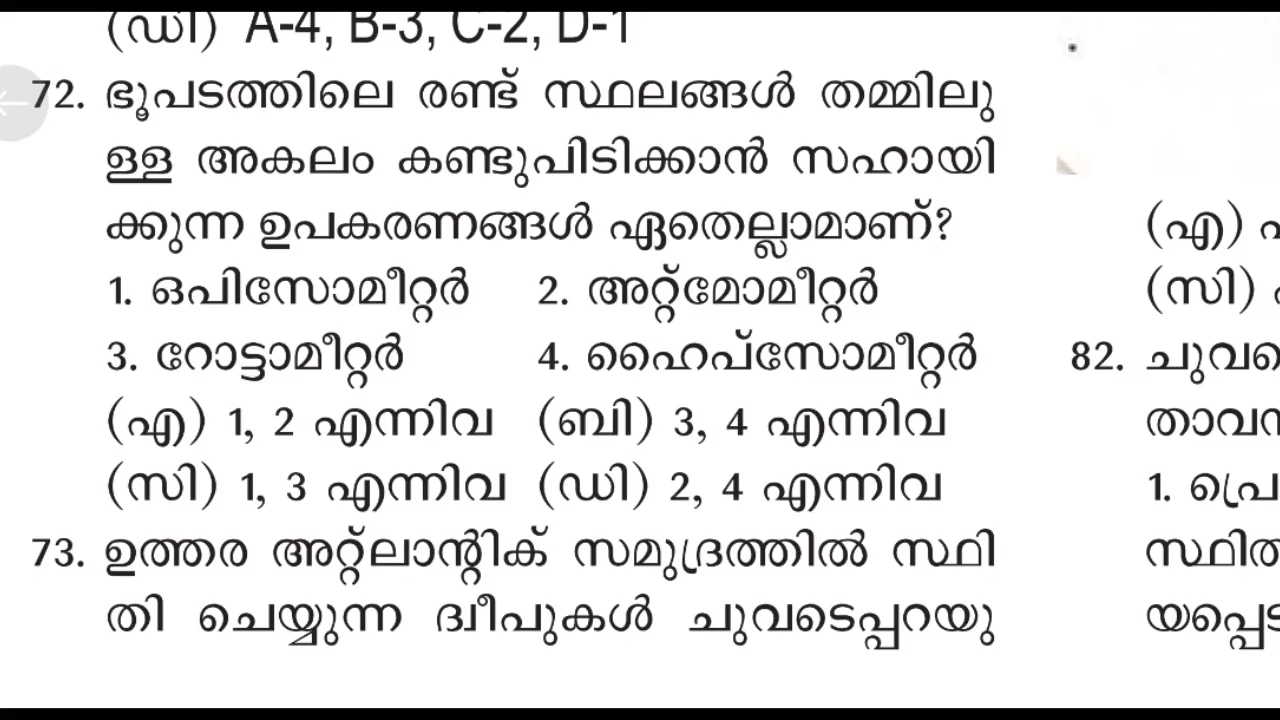 (ഡി) A-4, B-3, C-2, D-1
72. ഭൂപടത്തിലെ രണ്ട് സ്ഥലങ്ങൾ തമ്മിലു
ള്ള അകലം കണ്ടുപിടിക്കാൻ സഹായി
ക്കുന്ന ഉപകരണങ്ങൾ ഏതെല്ലാമാണ്?
1. ഒപിസോമീറ്റർ 2. അറ്റ്മോമീറ്റർ
3. റോട്ടാമീറ്റർ 4. ഹൈപ്സോമീറ്റർ
(എ) 1, 2 എന്നിവ (ബി) 3, 4 എന്നിവ
(സി) 1, 3 എന്നിവ (ഡി) 2, 4 എന്നിവ
73. ഉത്തര അറ്റ്ലാന്റിക് സമുദ്രത്തിൽ സ്ഥി
തി ചെയ്യുന്ന ദ്വീപുകൾ ചുവടെപ്പറയു
(എ)
(സി)
82.
1.